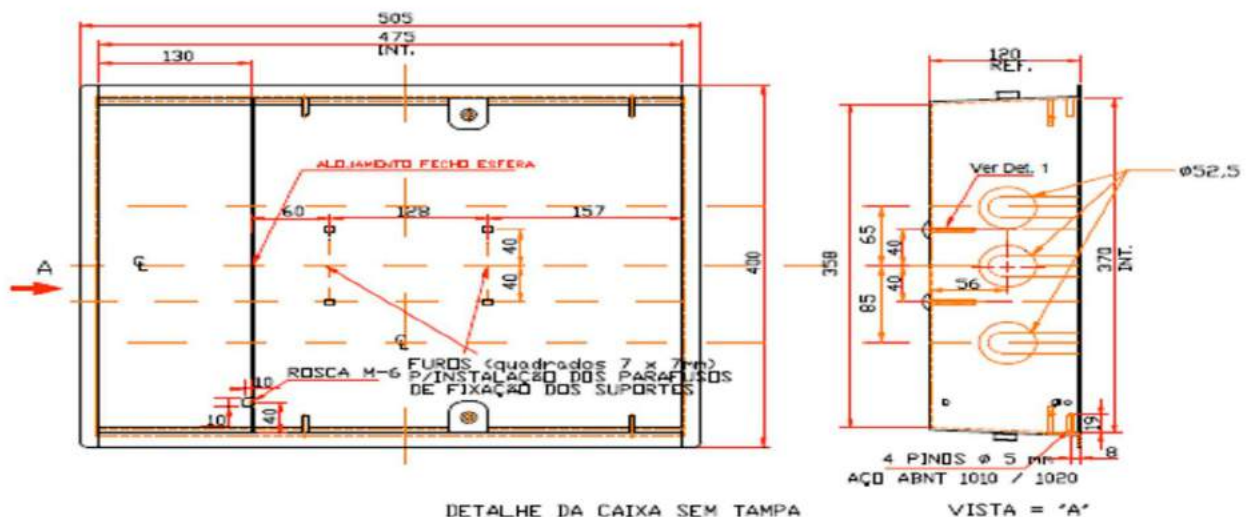 505
475
INT.
130
120
REF.
ALOJAMENTO FECHO ESFERA
Ver Det. 1
Ø52,5
60
128
157
A
40
40
400
358
65
85
40
40
56
370
INT.
FUROS (quadrados 7 x 7mm)
P/INSTALAÇÃO DOS PARAFUSOS
DE FIXAÇÃO DOS SUPORTES
ROSCA M-6
10
10
40
19
8
4 PINOS Ø 5 mm
AÇO ABNT 1010 / 1020
DETALHE DA CAIXA SEM TAMPA
VISTA = "A"